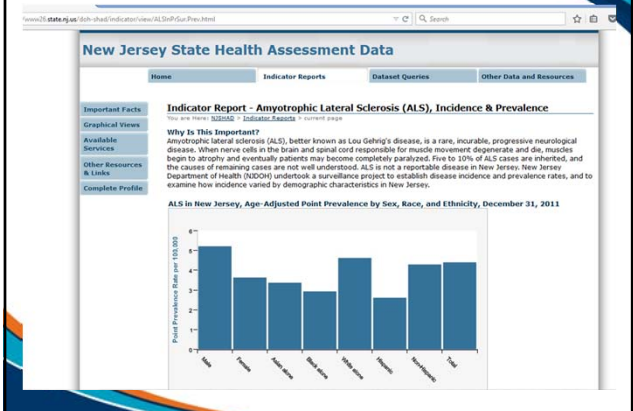 /www26.state.nj.us/doh-shad/indicator/view/ALSInPrSur.Prev.html
Search
New Jersey State Health Assessment Data
Home
Indicator Reports
Dataset Queries
Other Data and Resources
Important Facts
Graphical Views
Available
Services
Other Resources
& Links
Complete Profile
Indicator Report - Amyotrophic Lateral Sclerosis (ALS), Incidence & Prevalence
You are Here: NJSHAD > Indicator Reports > current page
Why Is This Important?
Amyotrophic lateral sclerosis (ALS), better known as Lou Gehrig's disease, is a rare, incurable, progressive neurological
disease. When nerve cells in the brain and spinal cord responsible for muscle movement degenerate and die, muscles
begin to atrophy and eventually patients may become completely paralyzed. Five to 10% of ALS cases are inherited, and
the causes of remaining cases are not well understood. ALS is not a reportable disease in New Jersey. New Jersey
Department of Health (NJDOH) undertook a surveillance project to establish disease incidence and prevalence rates, and to
examine how incidence varied by demographic characteristics in New Jersey.
ALS in New Jersey, Age-Adjusted Point Prevalence by Sex, Race, and Ethnicity, December 31, 2011
Point Prevalence Rate per 100,000
6
5
4
3
2
1
0
Male
Female
Asian alone
Black alone
White alone
Hispanic
Non-Hispanic
Total